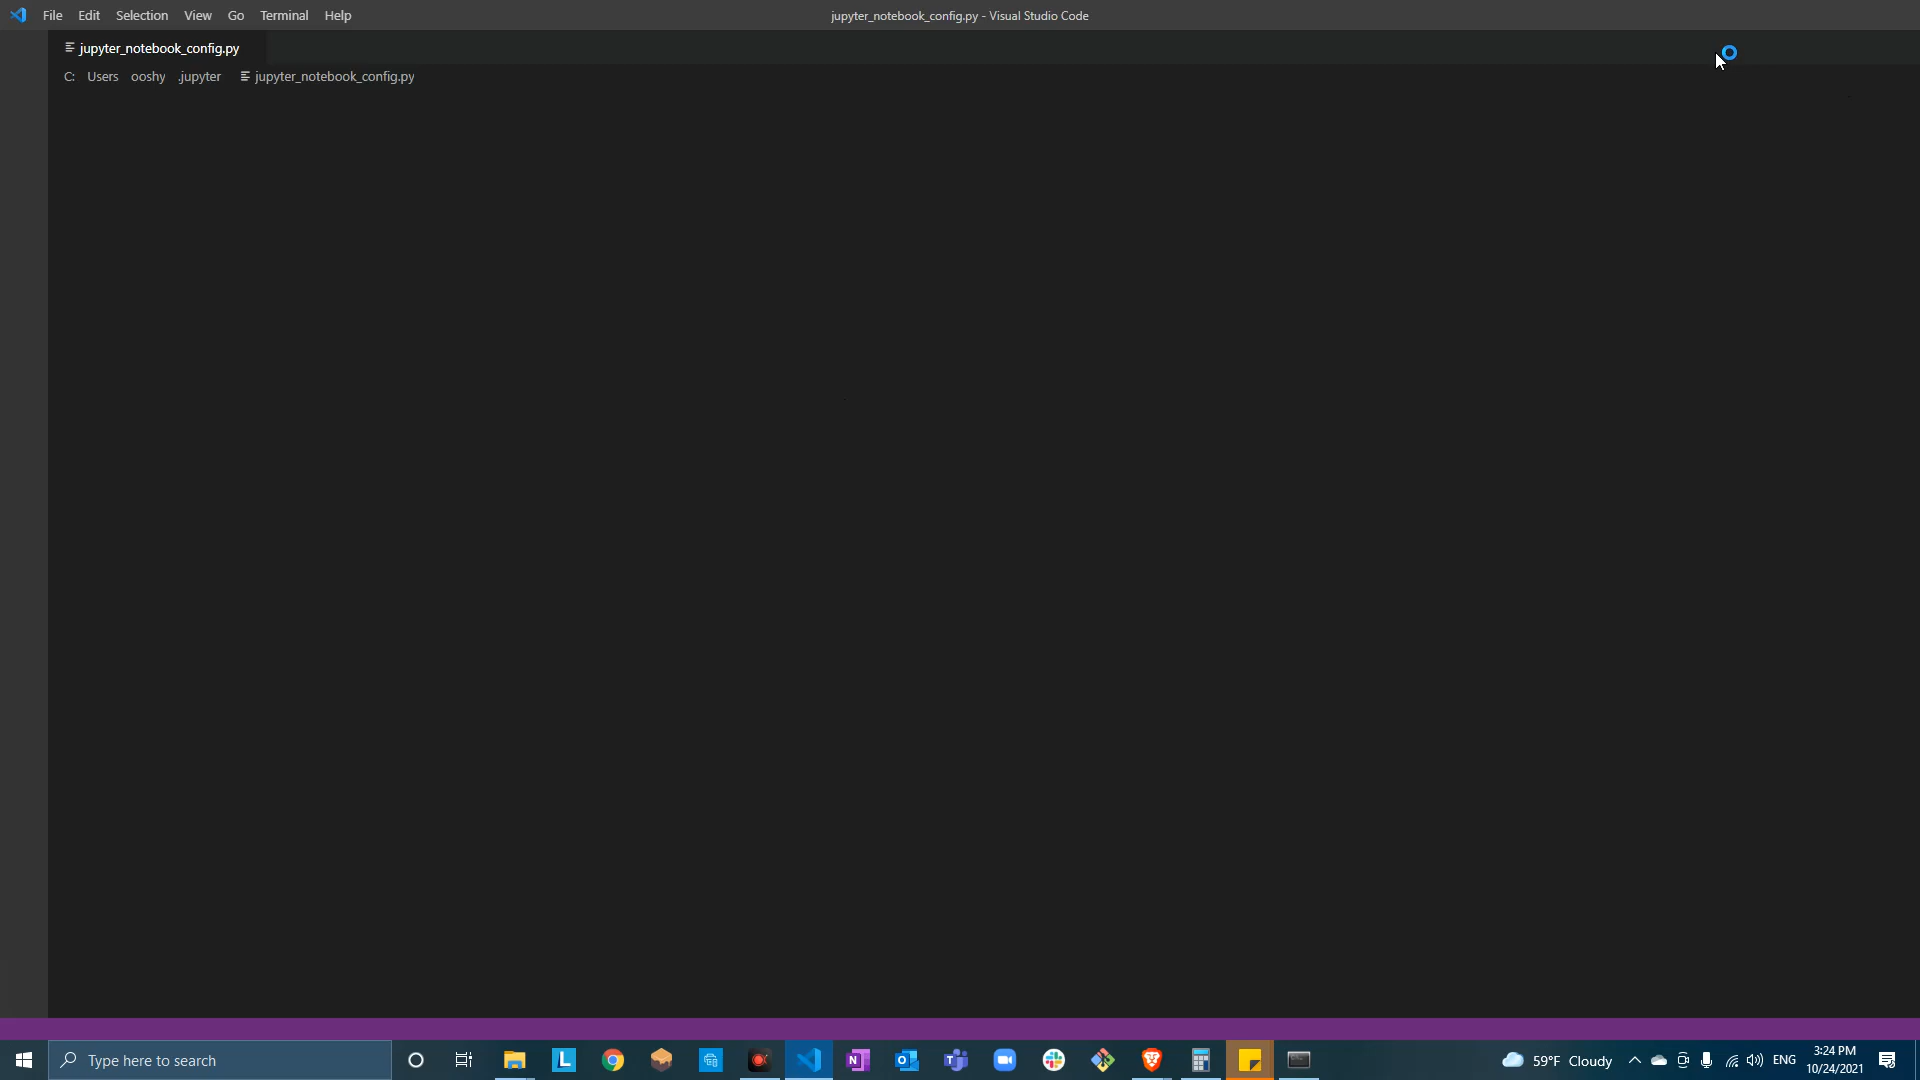 File Edit Selection View Go Terminal Help
jupyter_notebook_config.py - Visual Studio Code
jupyter_notebook_config.py
C: Users ooshy .jupyter jupyter_notebook_config.py
Type here to search
59°F Cloudy
ENG
3:24 PM
10/24/2021